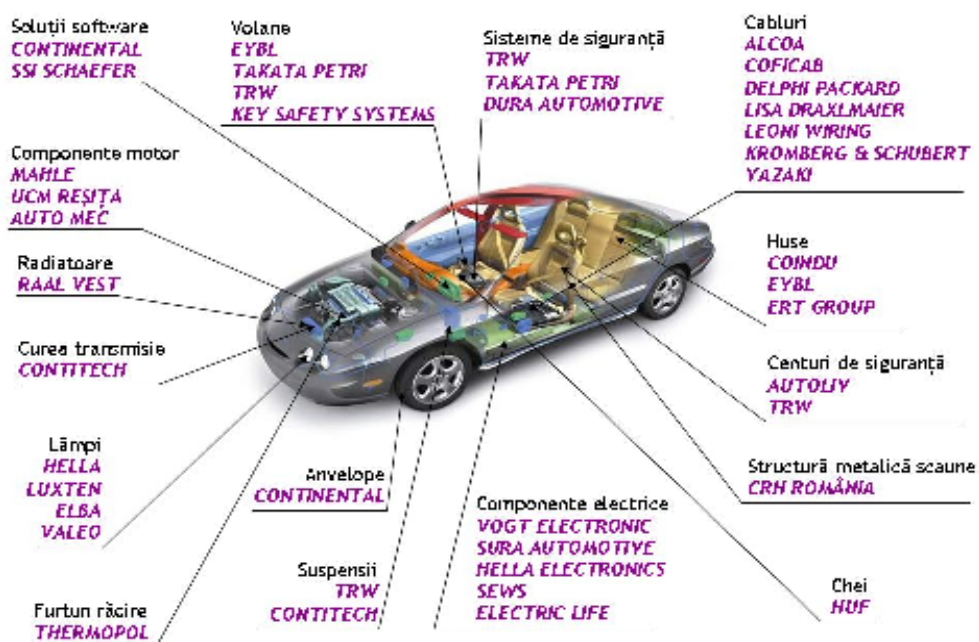 Soluții software
CONTINENTAL
SSI SCHAEFER
Volane
EYBL
TAKATA PETRI
TRW
KEY SAFETY SYSTEMS
Sisteme de siguranță
TRW
TAKATA PETRI
DURA AUTOMOTIVE
Cabluri
ALCOA
COFICAB
DELPHI PACKARD
LISA DRAXLMAIER
LEONI WIRING
KROMBERG & SCHUBERT
YAZAKI
Componente motor
MAHLE
UCM REȘIȚA
AUTO MEC
Radiatoare
RAAL VEST
Curea transmisie
CONTITECH
Huse
COINDU
EYBL
ERT GROUP
Centuri de siguranță
AUTOLIV
TRW
Lămpi
HELLA
LUXTEN
ELBA
VALEO
Anvelope
CONTINENTAL
Structură metalică scaune
CRH ROMÂNIA
Componente electrice
VOGT ELECTRONIC
SURA AUTOMOTIVE
HELLA ELECTRONICS
SEWS
ELECTRIC LIFE
Suspensii
TRW
CONTITECH
Chei
HUF
Furtun răcire
THERMOPOL